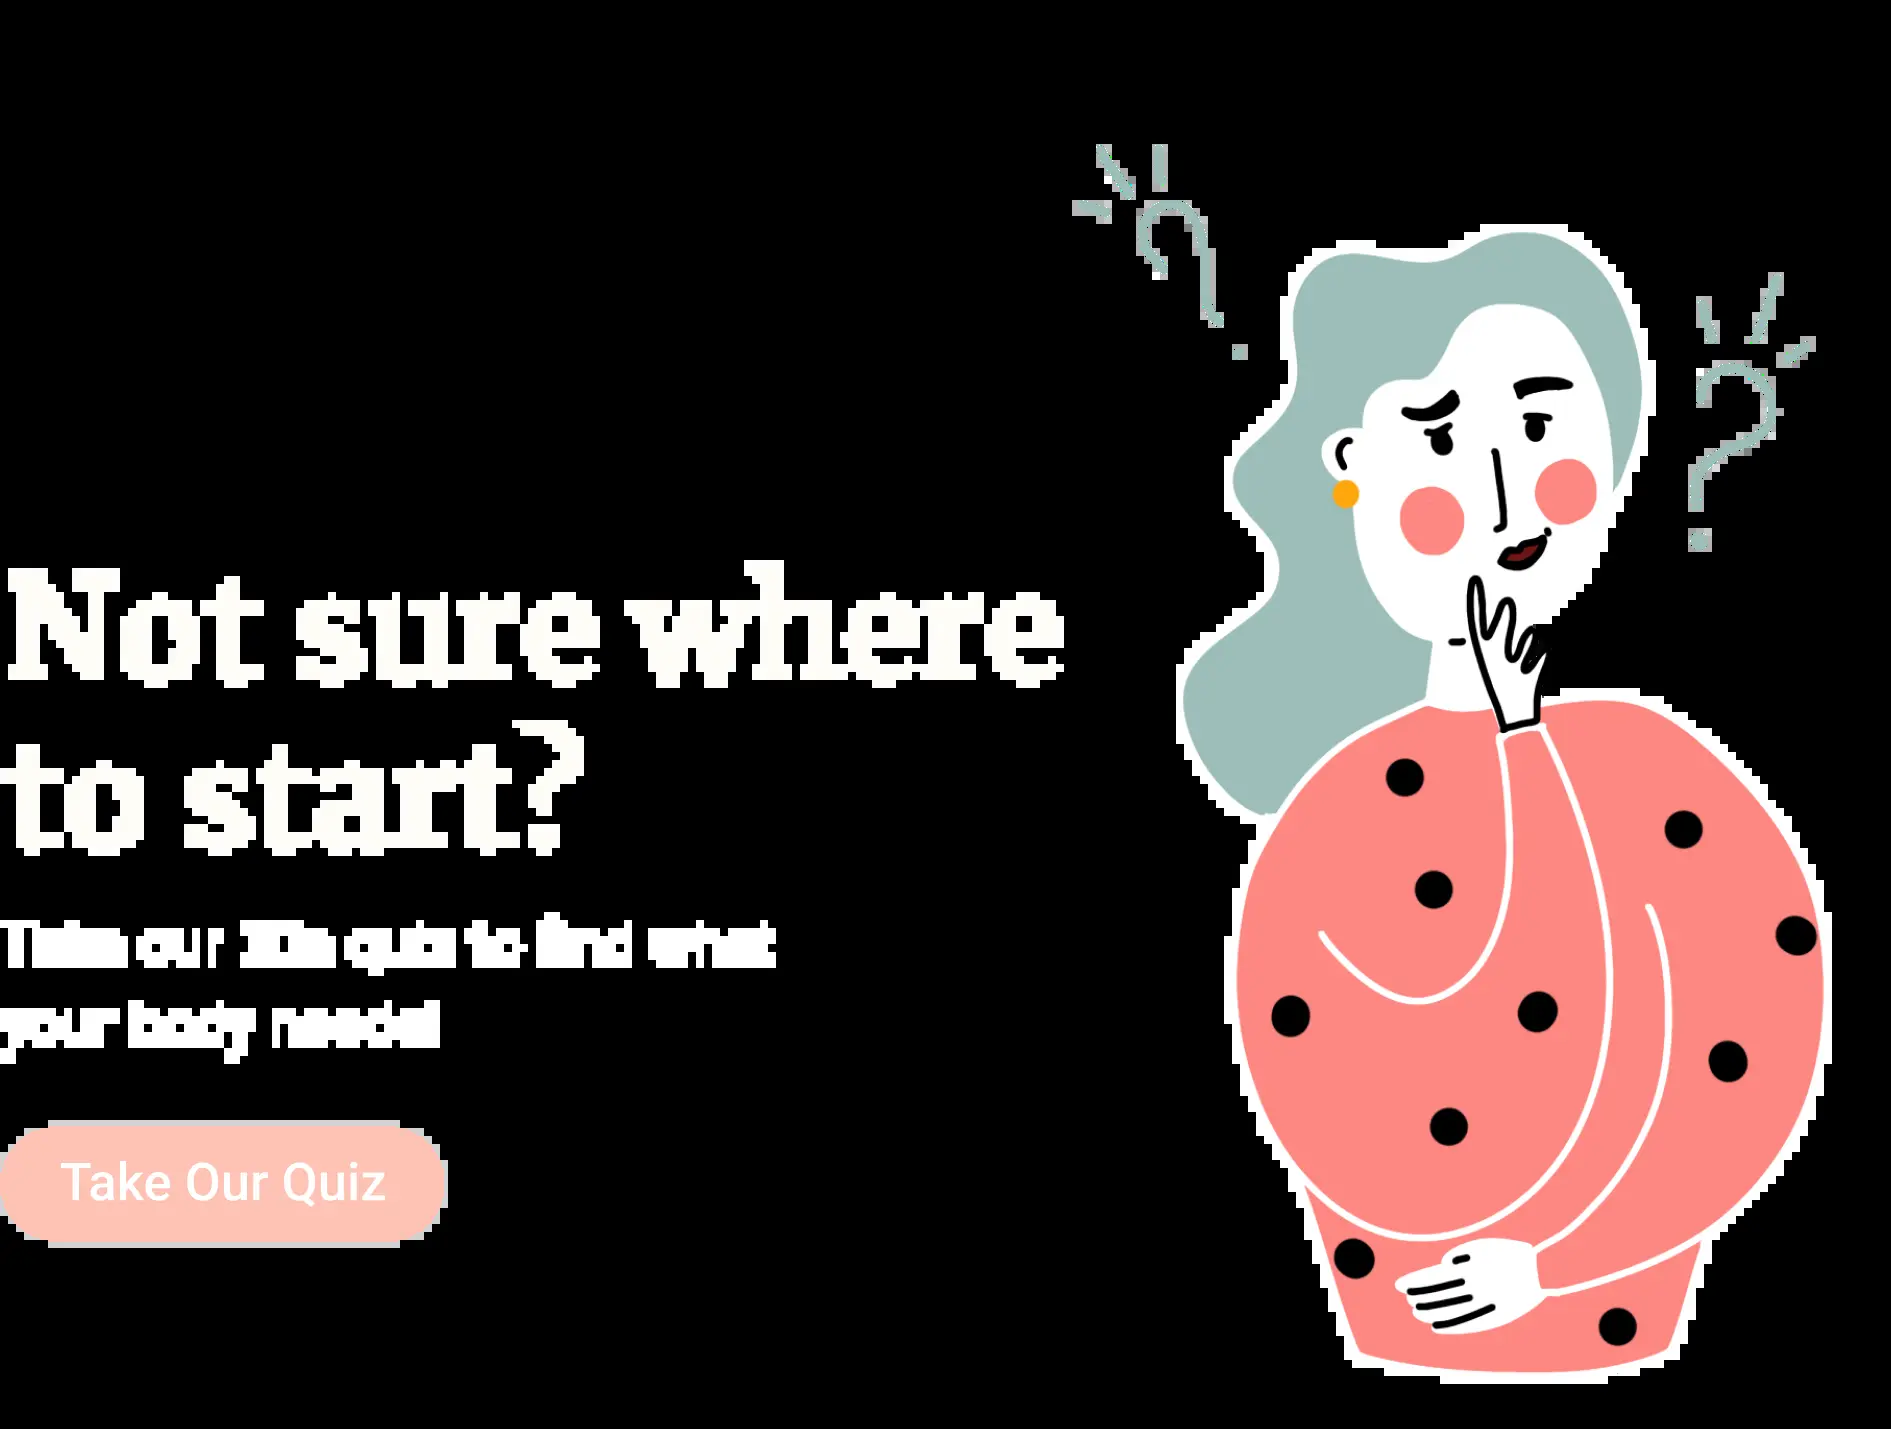 Not sure where
to start?
Take our 30s quiz to find what
your body needs!
Take Our Quiz